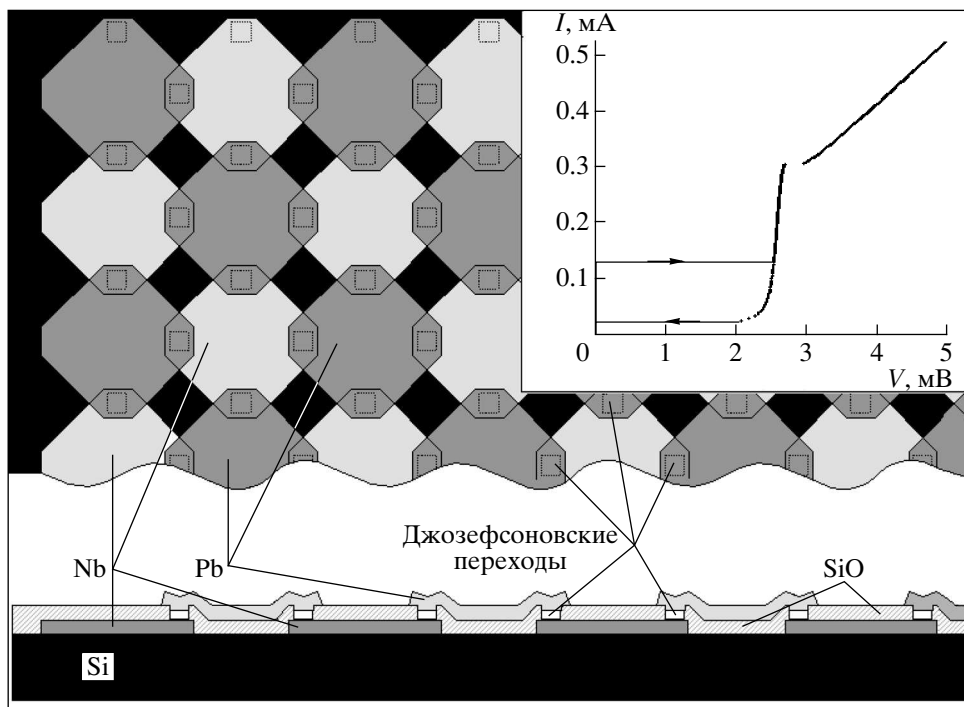 I, мА
0.5
0.4
0.3
0.2
0.1
0 1 2 3 4 5
V, мВ
Джозефсоновские
переходы
Nb
Pb
SiO
Si